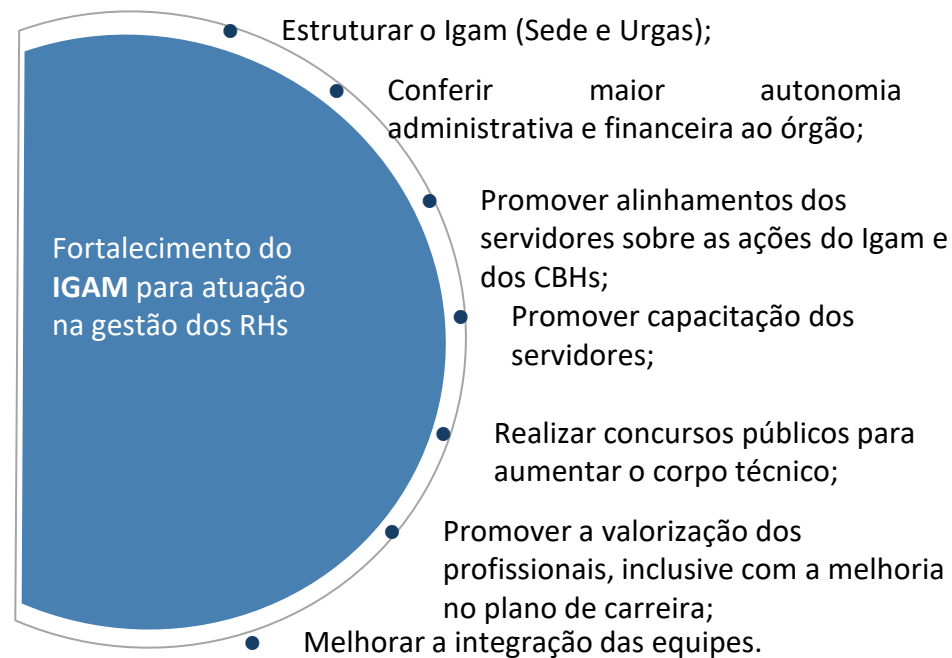 Estruturar o Igam (Sede e Urgas);
Conferir maior autonomia
administrativa e financeira ao órgão;
Promover alinhamentos dos
servidores sobre as ações do Igam e
dos CBHs;
Fortalecimento do
IGAM para atuação
na gestão dos RHs
Promover capacitação dos
servidores;
Realizar concursos públicos para
aumentar o corpo técnico;
Promover a valorização dos
profissionais, inclusive com a melhoria
no plano de carreira;
Melhorar a integração das equipes.